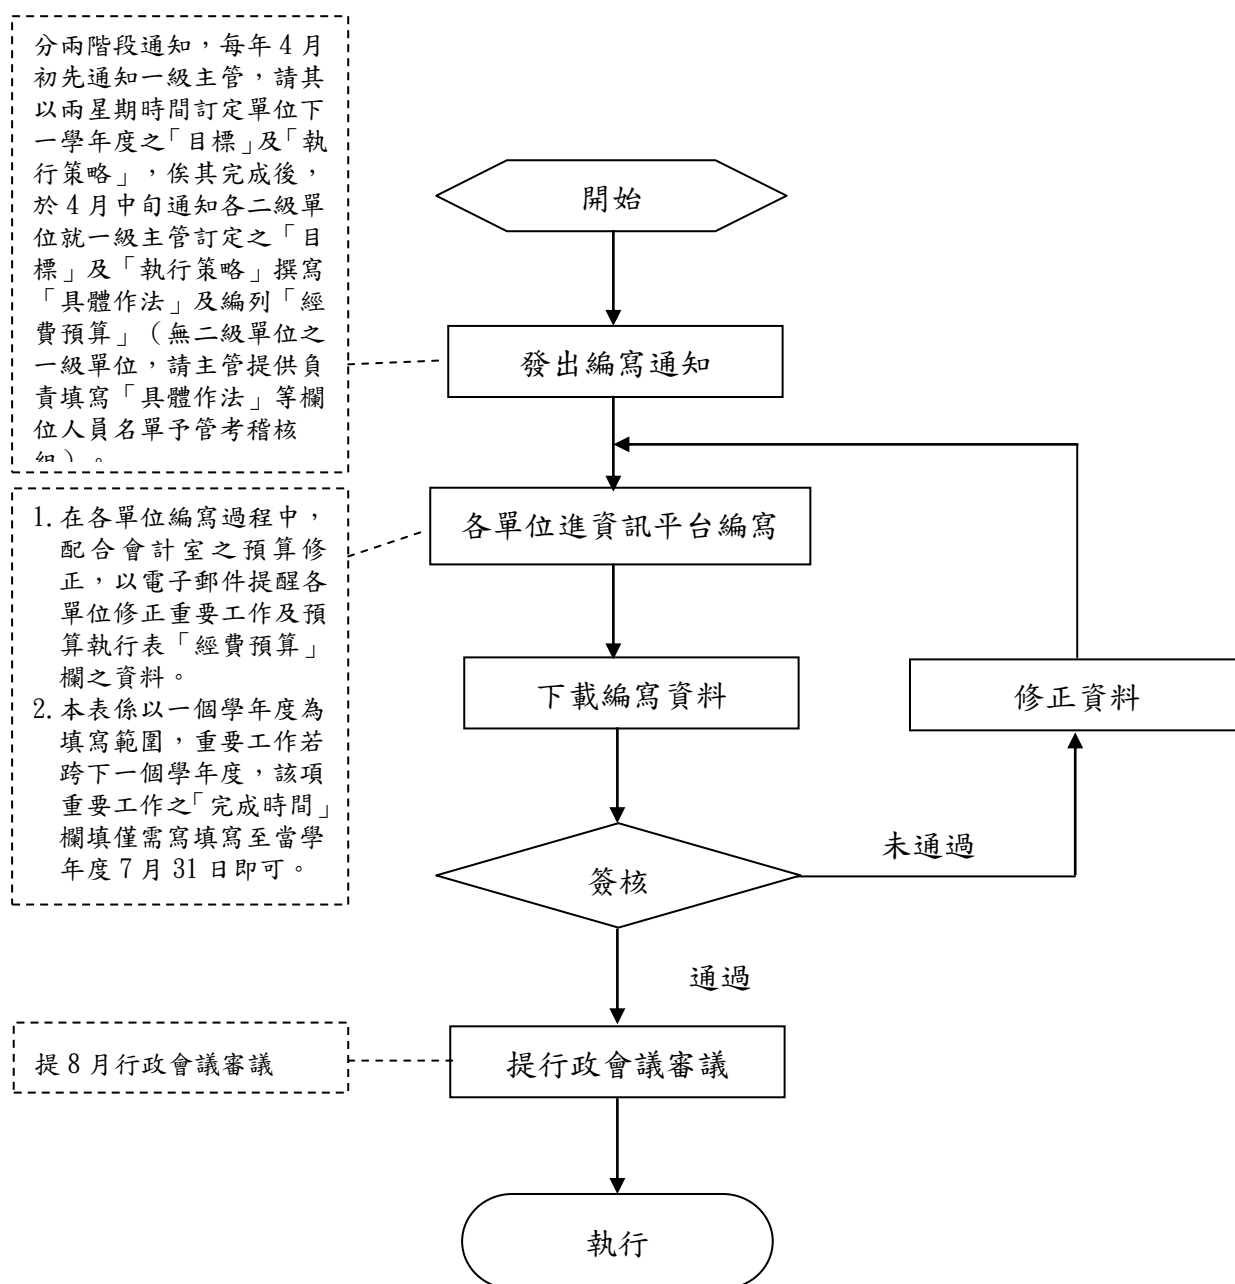 分兩階段通知，每年 4 月
初先通知一級主管，請其
以兩星期時間訂定單位下
一學年度之「目標」及「執
行策略」，俟其完成後，
於 4 月中旬通知各二級單
位就一級主管訂定之「目
標」及「執行策略」撰寫
「具體作法」及編列「經
費預算」（無二級單位之
一級單位，請主管提供負
責填寫「具體作法」等欄
位人員名單予管考稽核
組）。
開始
發出編寫通知
1. 在各單位編寫過程中，
配合會計室之預算修
正，以電子郵件提醒各
單位修正重要工作及預
算執行表「經費預算」
欄之資料。
2. 本表係以一個學年度為
填寫範圍，重要工作若
跨下一個學年度，該項
重要工作之「完成時間」
欄填僅需寫填寫至當學
年度 7 月 31 日即可。
各單位進資訊平台編寫
下載編寫資料
修正資料
簽核
未通過
通過
提 8 月行政會議審議
提行政會議審議
執行